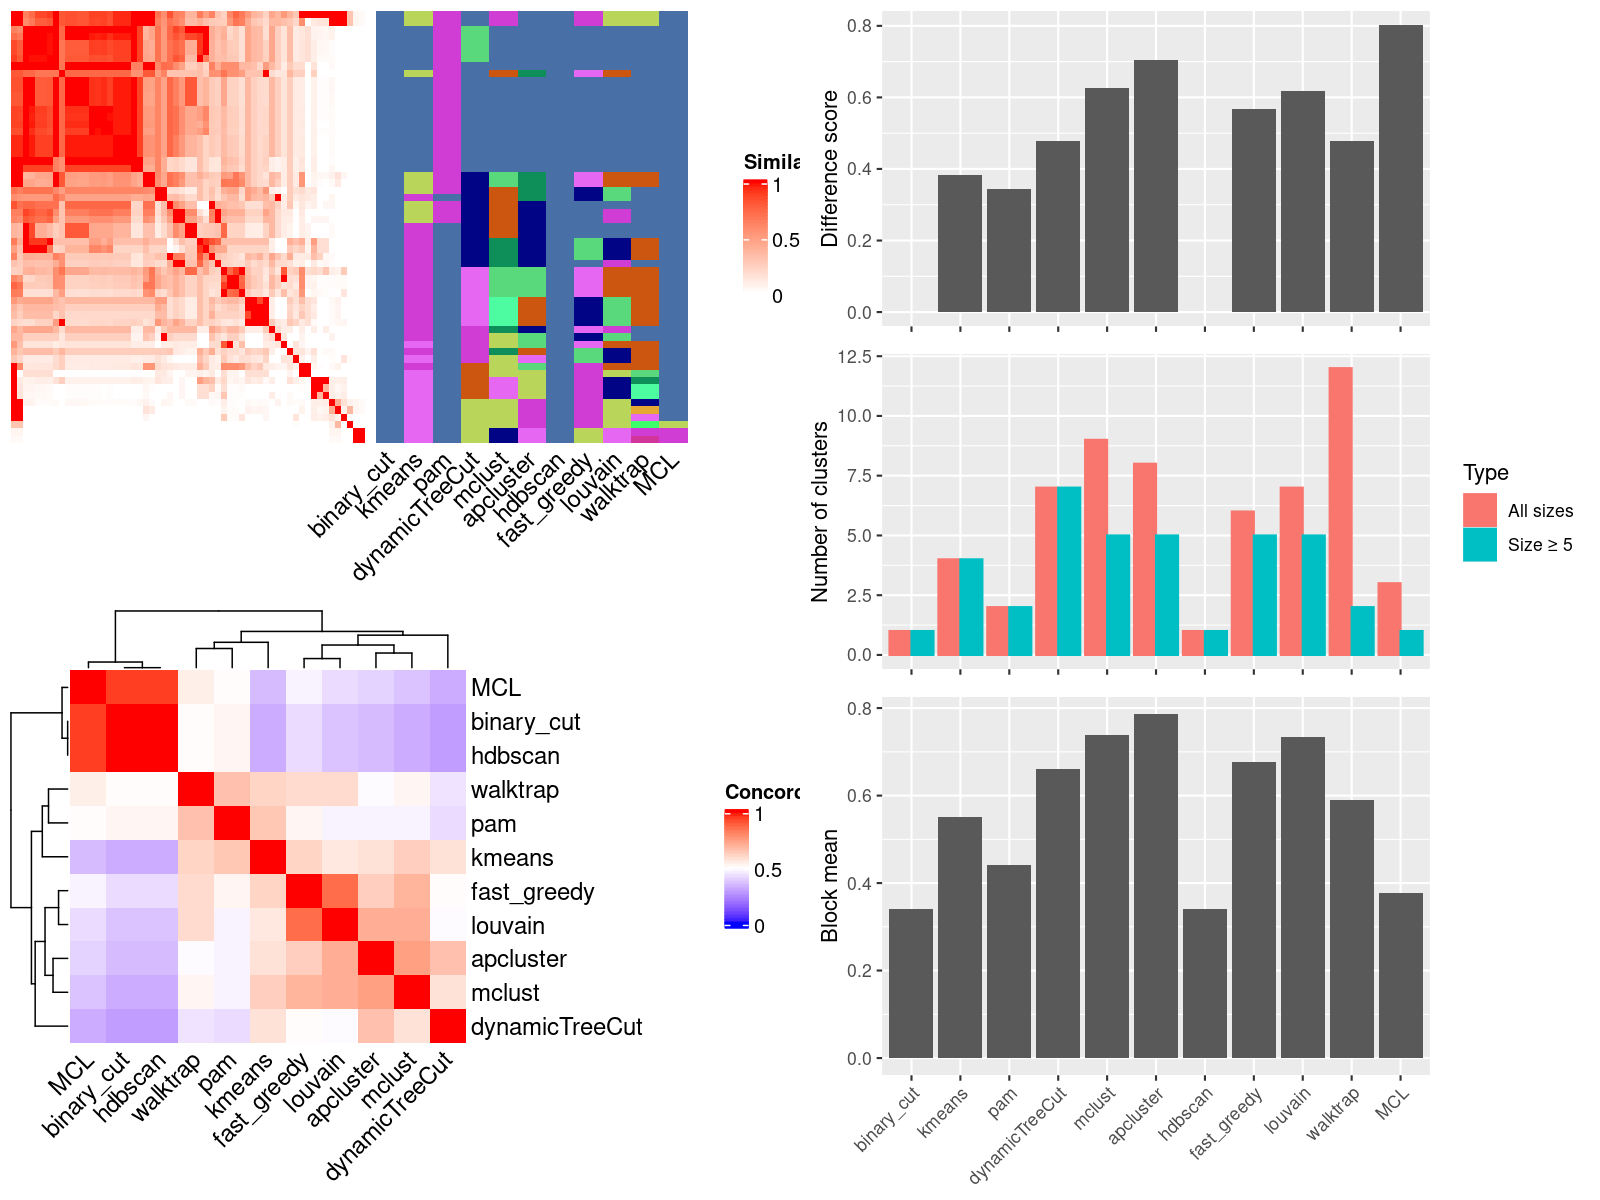 Simila
1
0.5
0
binary_cut
kmeans
pam
dynamicTreeCut
mclust
apcluster
hdbscan
fast_greedy
louvain
walktrap
MCL
MCL
binary_cut
hdbscan
walktrap
pam
kmeans
fast_greedy
louvain
apcluster
mclust
dynamicTreeCut
MCL
binary_cut
hdbscan
walktrap
pam
kmeans
fast_greedy
louvain
apcluster
mclust
dynamicTreeCut
Concord
1
0.5
0
Difference score
0.8
0.6
0.4
0.2
0.0
Number of clusters
12.5
10.0
7.5
5.0
2.5
0.0
Type
All sizes
Size ≥ 5
Block mean
0.8
0.6
0.4
0.2
0.0
binary_cut
kmeans
pam
dynamicTreeCut
mclust
apcluster
hdbscan
fast_greedy
louvain
walktrap
MCL